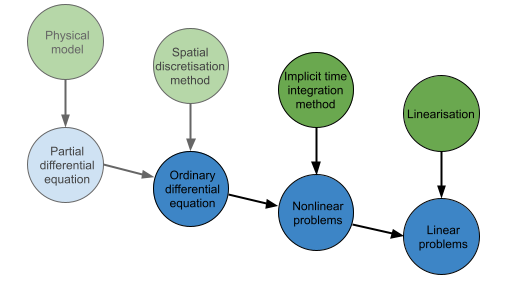 Physical
model
Spatial
discretisation
method
Implicit time
integration
method
Linearisation
Partial
differential
equation
Ordinary
differential
equation
Nonlinear
problems
Linear
problems